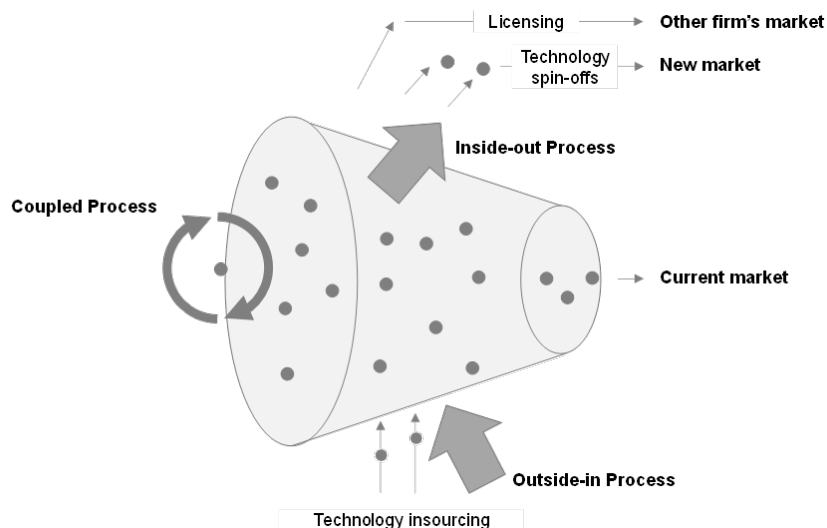 Licensing
Other firm's market
Technology
spin-offs
New market
Inside-out Process
Coupled Process
Current market
Outside-in Process
Technology insourcing